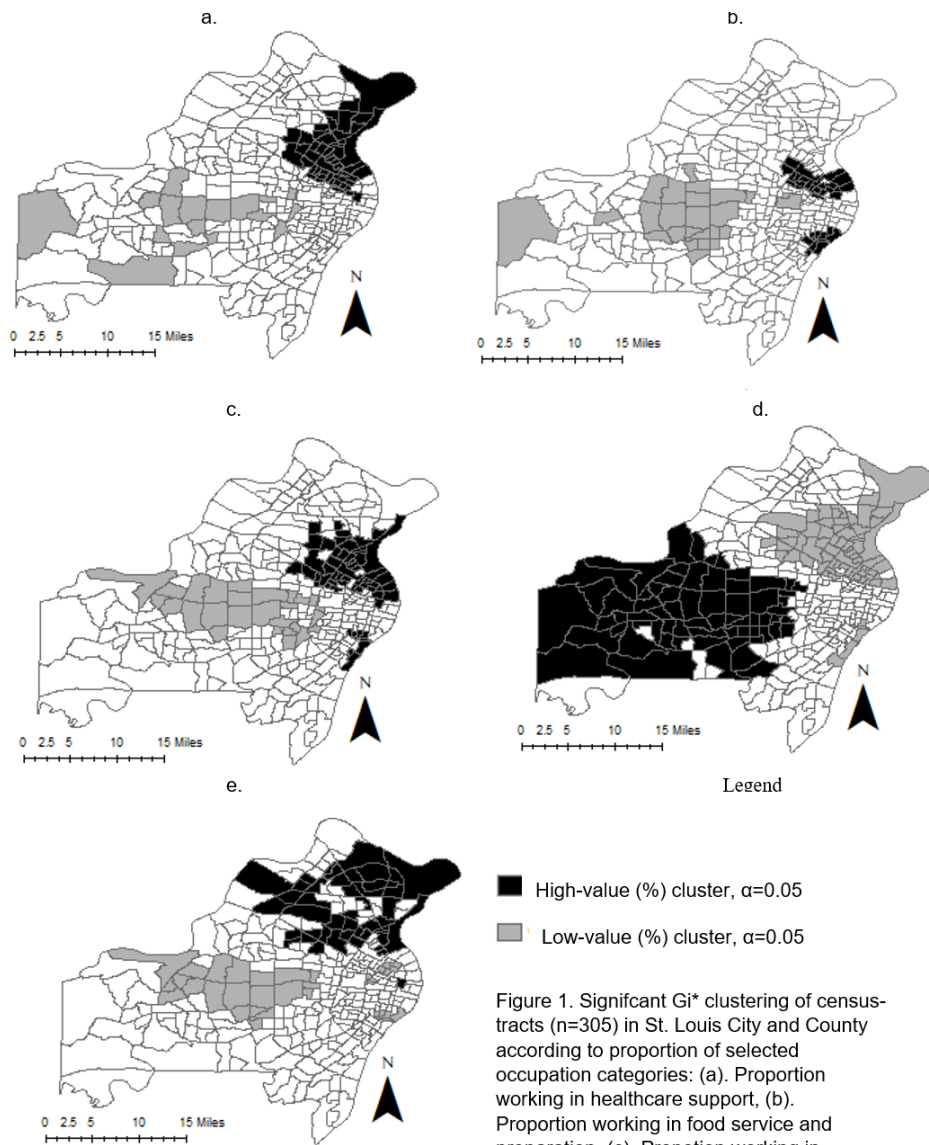 a.
b.
N
N
0 2.5 5 10 15 Miles
0 2.5 5 10 15 Miles
c.
d.
N
N
0 2.5 5 10 15 Miles
0 2.5 5 10 15 Miles
e.
Legend
N
0 2.5 5 10 15 Miles
High-value (%) cluster, α=0.05
Low-value (%) cluster, α=0.05
Figure 1. Signifcant Gi* clustering of census-
tracts (n=305) in St. Louis City and County
according to proportion of selected
occupation categories: (a). Proportion
working in healthcare support, (b).
Proportion working in food service and